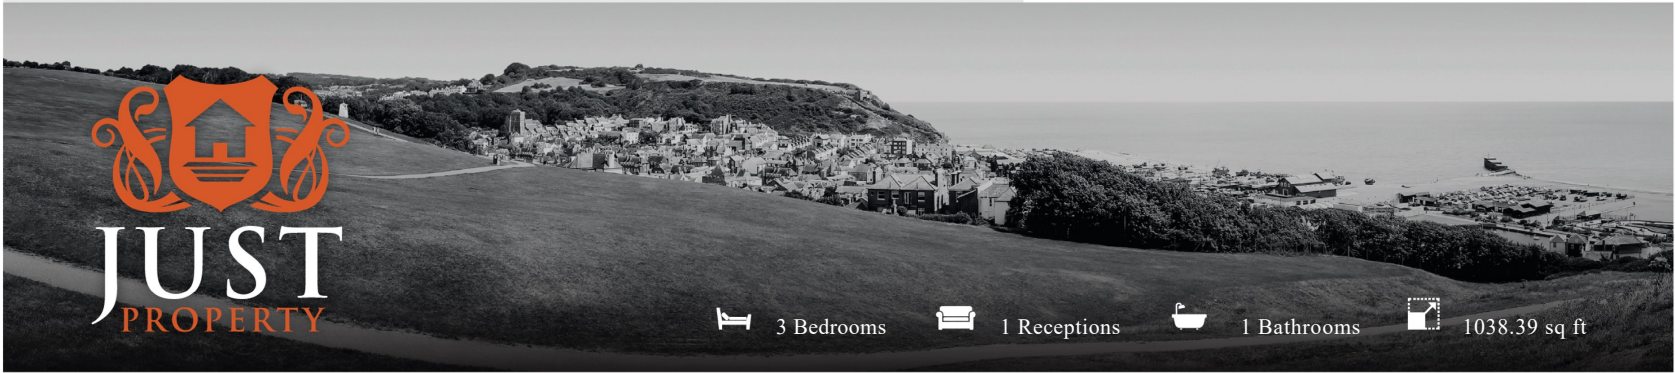 JUST
PROPERTY
3 Bedrooms
1 Receptions
1 Bathrooms
1038.39 sq ft